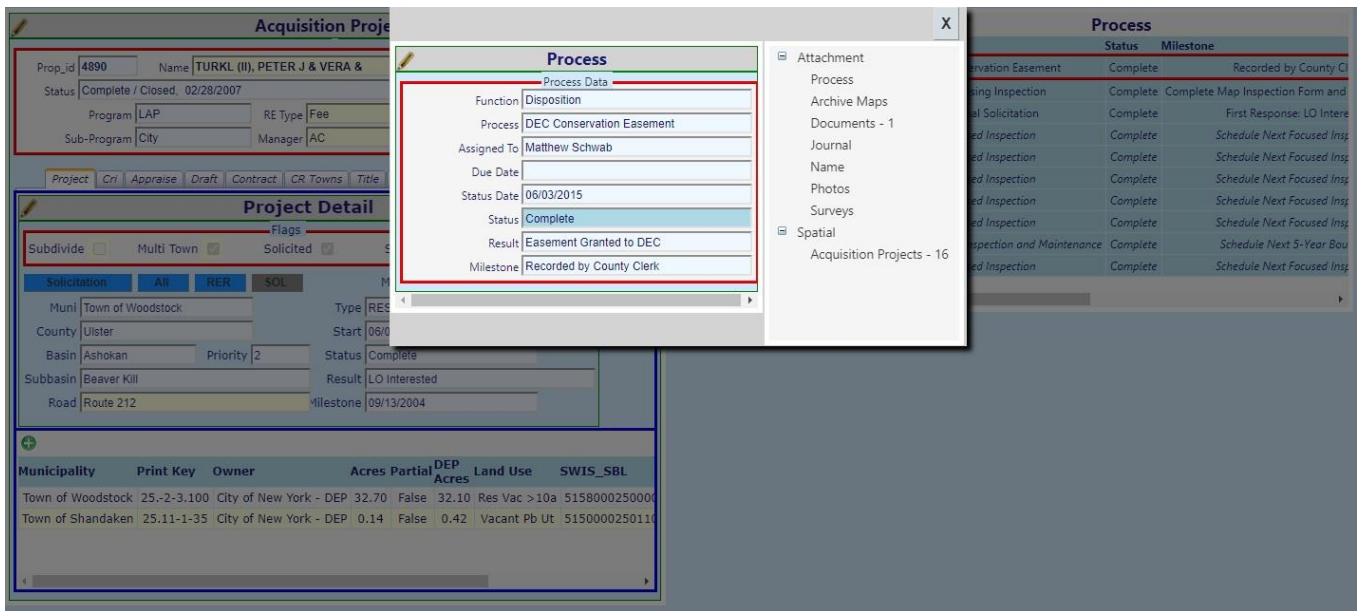 Acquisition Proje
Prop_id 4890 Name TURKL (II), PETER J & VERA &
Status Complete / Closed, 02/28/2007
Program LAP RE Type Fee
Sub-Program City Manager AC
Project Cri Appraise Draft Contract CR Towns Title
Project Detail
Flags
Subdivide Multi Town Solicited
Solicitation All RER SOL
Muni Town of Woodstock Type RES
County Ulster Start 06/0
Basin Ashokan Priority 2 Status Complete
Subbasin Beaver Kill Result LO Interested
Road Route 212 Milestone 09/13/2004
Municipality Print Key Owner Acres Partial DEP Acres Land Use SWIS_SBL
Town of Woodstock 25.-2-3.100 City of New York - DEP 32.70 False 32.10 Res Vac >10a 5158000250000
Town of Shandaken 25.11-1-35 City of New York - DEP 0.14 False 0.42 Vacant Pb Ut 5150000250110
X
Process
Process Data
Function Disposition
Process DEC Conservation Easement
Assigned To Matthew Schwab
Due Date
Status Date 06/03/2015
Status Complete
Result Easement Granted to DEC
Milestone Recorded by County Clerk
Attachment
Process
Archive Maps
Documents - 1
Journal
Name
Photos
Surveys
Spatial
Acquisition Projects - 16
Process
Status Milestone
ervation Easement Complete Recorded by County Cl
sing Inspection Complete Complete Map Inspection Form and
al Solicitation Complete First Response: LO Intere
ed Inspection Complete Schedule Next Focused Insp
ed Inspection Complete Schedule Next Focused Insp
ed Inspection Complete Schedule Next Focused Insp
ed Inspection Complete Schedule Next Focused Insp
ed Inspection Complete Schedule Next Focused Insp
nspection and Maintenance Complete Schedule Next 5-Year Bou
ed Inspection Complete Schedule Next Focused Insp